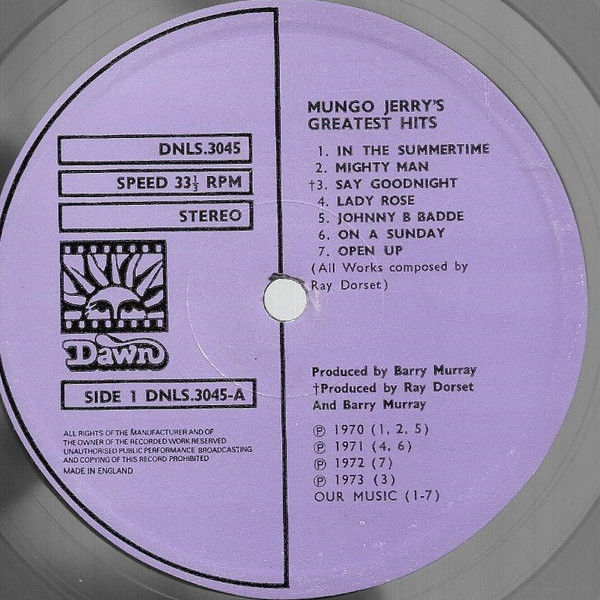 DNLS.3045
SPEED 33⅓ RPM
STEREO
Dawn
SIDE 1 DNLS.3045-A
ALL RIGHTS OF THE MANUFACTURER AND OF
THE OWNER OF THE RECORDED WORK RESERVED
UNAUTHORISED PUBLIC PERFORMANCE BROADCASTING
AND COPYING OF THIS RECORD PROHIBITED
MADE IN ENGLAND
MUNGO JERRY'S
GREATEST HITS
1. IN THE SUMMERTIME
2. MIGHTY MAN
†3. SAY GOODNIGHT
4. LADY ROSE
5. JOHNNY B BADDE
6. ON A SUNDAY
7. OPEN UP
(All Works composed by
Ray Dorset)
Produced by Barry Murray
†Produced by Ray Dorset
And Barry Murray
℗ 1970 (1, 2, 5)
℗ 1971 (4, 6)
℗ 1972 (7)
℗ 1973 (3)
OUR MUSIC (1-7)